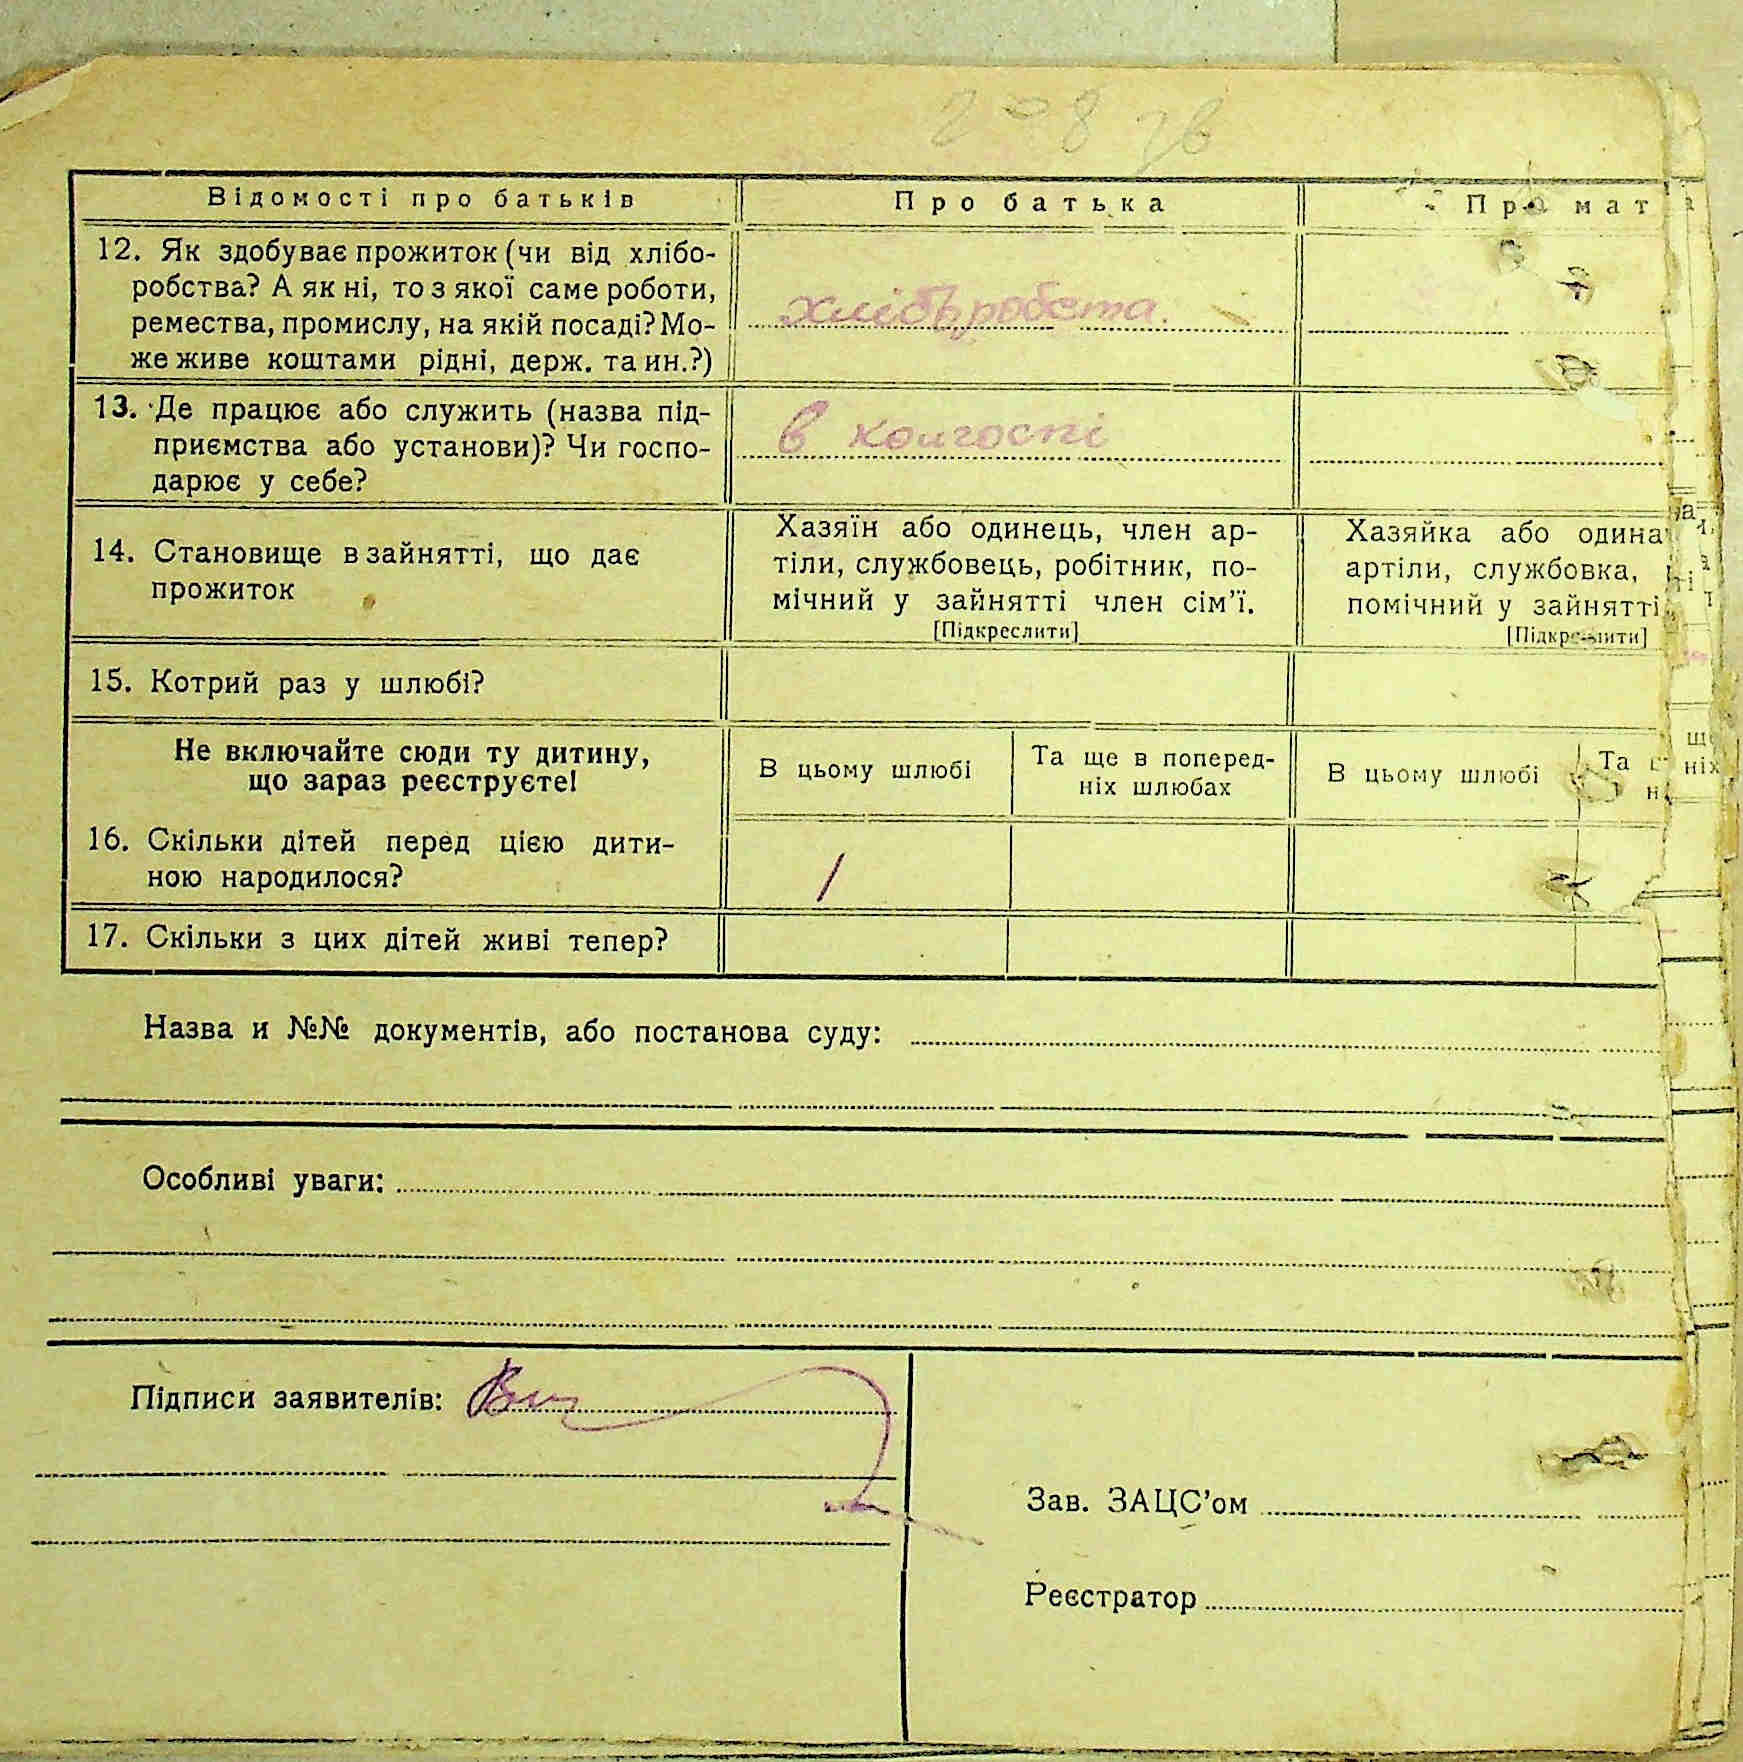 208 зв
Відомості про батьків Про батька Про мат
12. Як здобуває прожиток (чи від хлібо-
робства? А як ні, то з якої саме роботи,
ремества, промислу, на якій посаді? Мо-
же живе коштами рідні, держ. та ин.?)
хлібъробста.
13. Де працює або служить (назва під-
приємства або установи)? Чи госпо-
дарює у себе?
в колгоспі
14. Становище в зайнятті, що дає
прожиток
Хазяїн або одинець, член ар-
тіли, службовець, робітник, по-
мічний у зайнятті член сім'ї.
[Підкреслити]
Хазяйка або одина
артіли, службовка,
помічний у зайнятті
[Підкреслити]
15. Котрий раз у шлюбі?
Не включайте сюди ту дитину,
що зараз реєструєте!
В цьому шлюбі
Та ще в поперед-
ніх шлюбах
В цьому шлюбі
Та
н
16. Скільки дітей перед цією дити-
ною народилося?
1
17. Скільки з цих дітей живі тепер?
Назва и №№ документів, або постанова суду:
Особливі уваги:
Підписи заявителів:
Зав. ЗАЦС'ом
Реєстратор